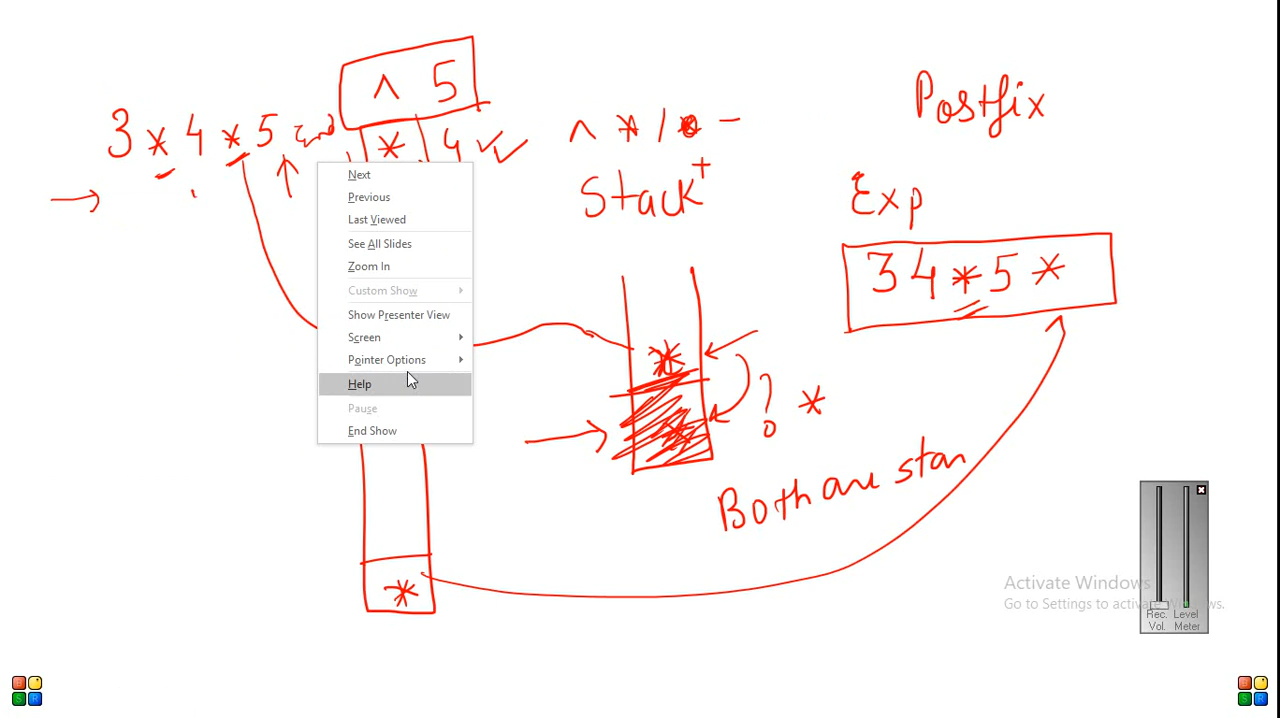 ^ 5
3 * 4 * 5 end
* 4
^ * / * -
+
Postfix
Stack
Exp
3 4 * 5 *
Next
Previous
Last Viewed
See All Slides
Zoom In
Custom Show
Show Presenter View
Screen
Pointer Options
Help
Pause
End Show
*
? *
Both are star
*
Activate Windows
Go to Settings to activate Windows.
Rec. Level
Vol. Meter
B S R
B S R